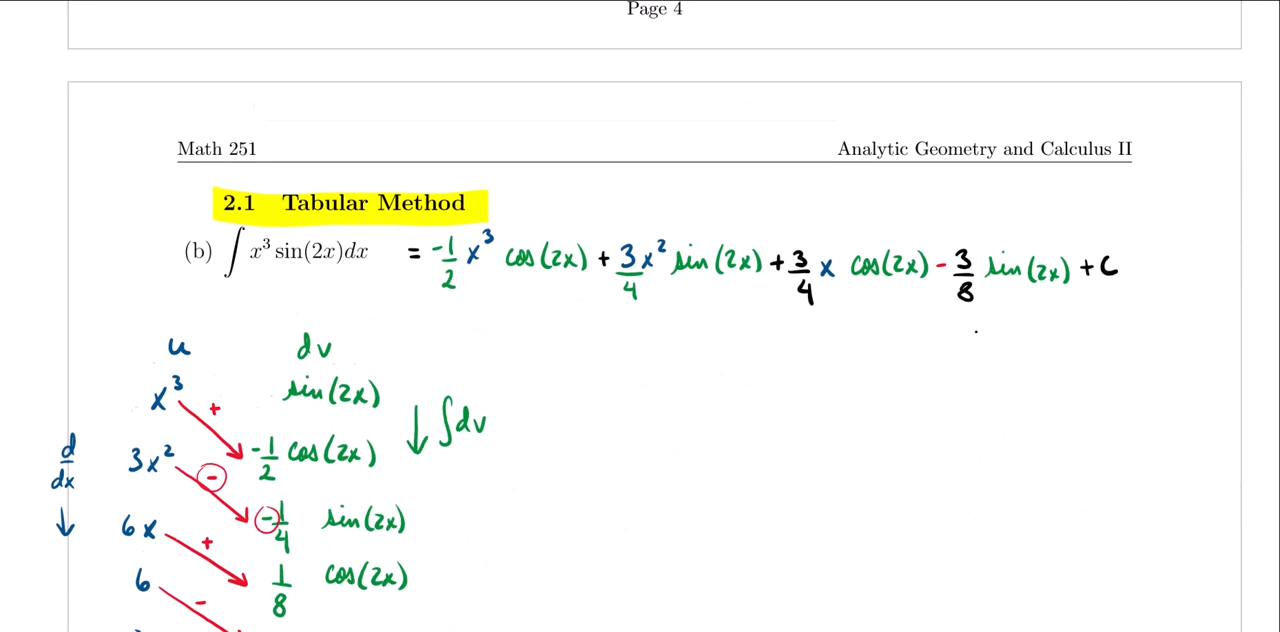 Page 4
Math 251 Analytic Geometry and Calculus II
2.1 Tabular Method
(b) ∫ x³ sin(2x)dx = -1/2 x³ cos(2x) + 3x²/4 sin(2x) + 3/4 x cos(2x) - 3/8 sin(2x) + C
u dv
x³ + sin(2x)
↓ ∫dv
d/dx ↓
3x² - -1/2 cos(2x)
6x + -1/4 sin(2x)
6 - 1/8 cos(2x)